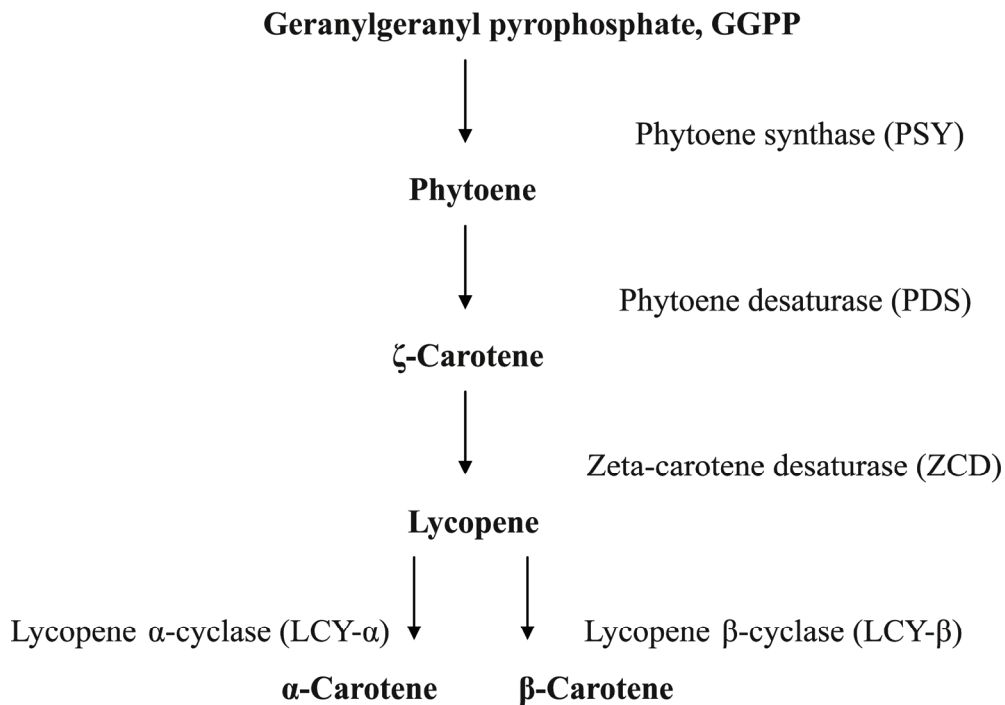 Geranylgeranyl pyrophosphate, GGPP
Phytoene synthase (PSY)
Phytoene
Phytoene desaturase (PDS)
ζ-Carotene
Zeta-carotene desaturase (ZCD)
Lycopene
Lycopene α-cyclase (LCY-α)
Lycopene β-cyclase (LCY-β)
α-Carotene
β-Carotene